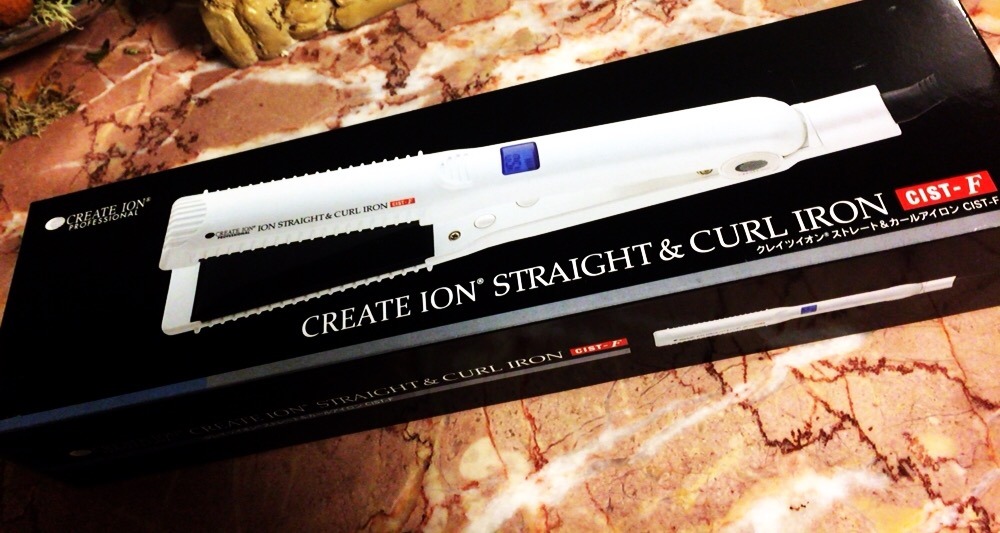 CREATE ION®
PROFESSIONAL
CREATE ION® ION STRAIGHT & CURL IRON CIST-F
PROFESSIONAL
CREATE ION® STRAIGHT & CURL IRON CIST-F
クレイツイオン® ストレート&カールアイロン CIST-F
CREATE ION® STRAIGHT & CURL IRON CIST-F